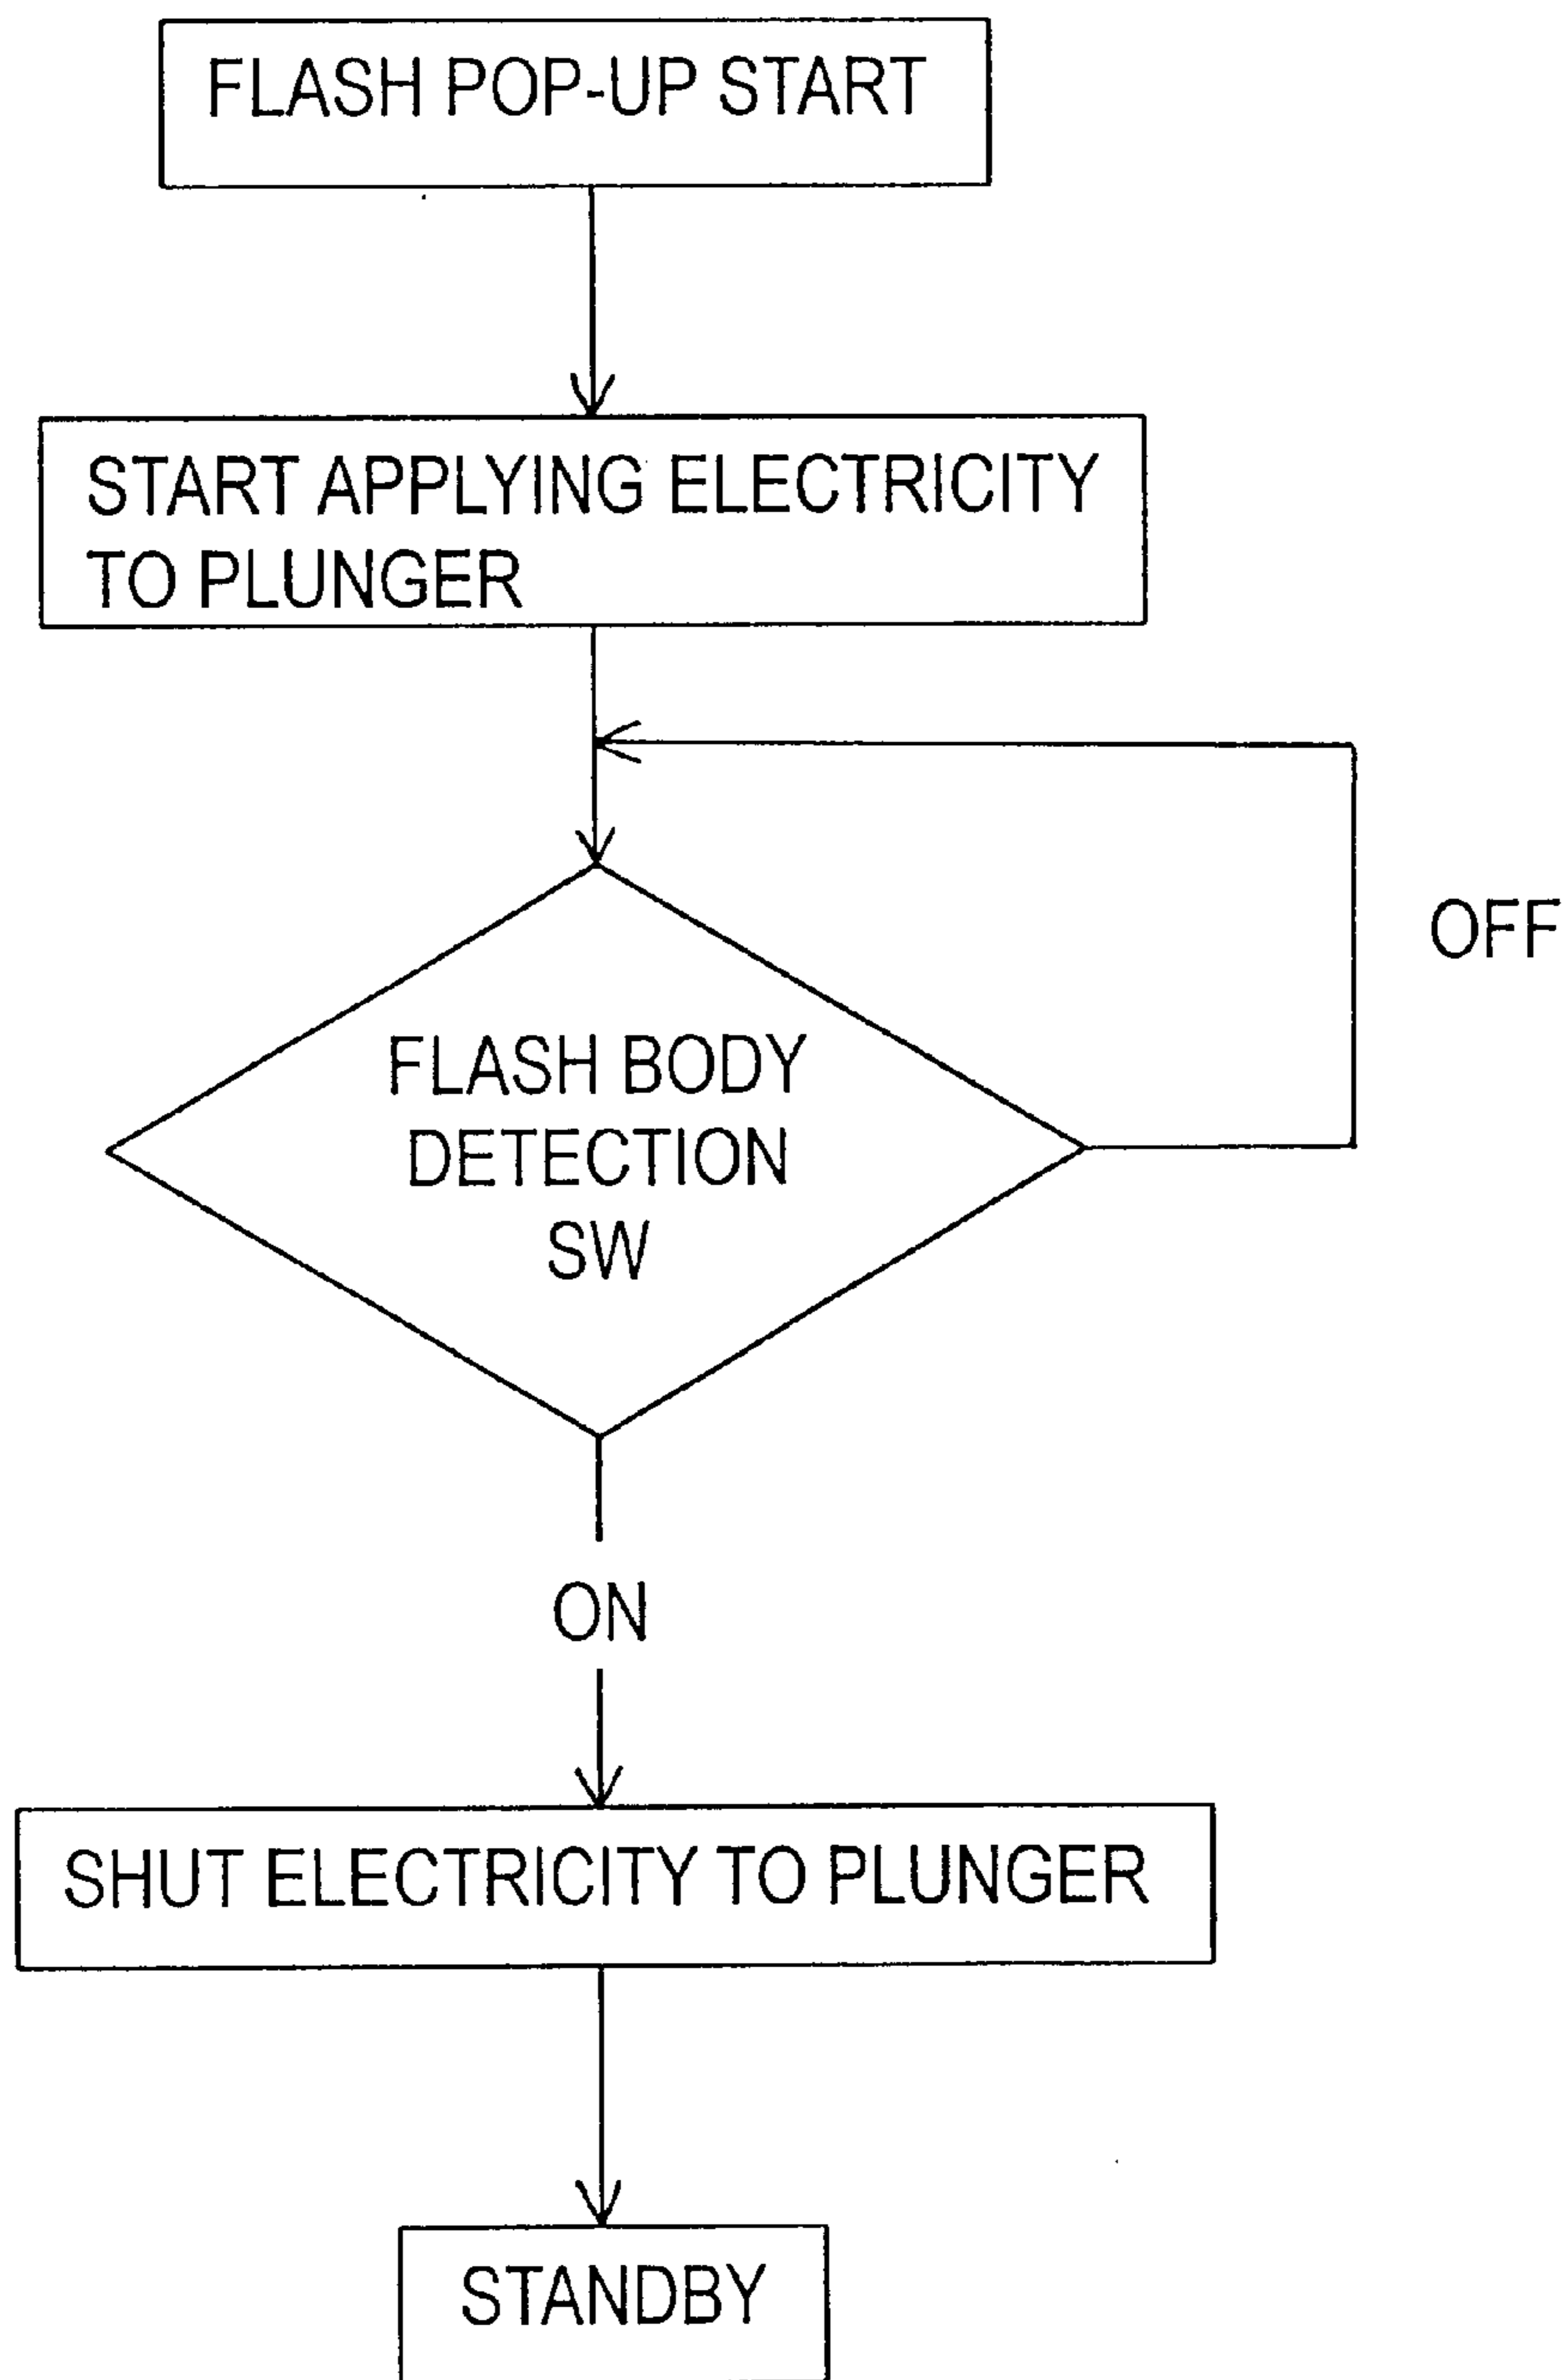 FLASH POP-UP START
START APPLYING ELECTRICITY
TO PLUNGER
OFF
FLASH BODY
DETECTION
SW
ON
SHUT ELECTRICITY TO PLUNGER
STANDBY